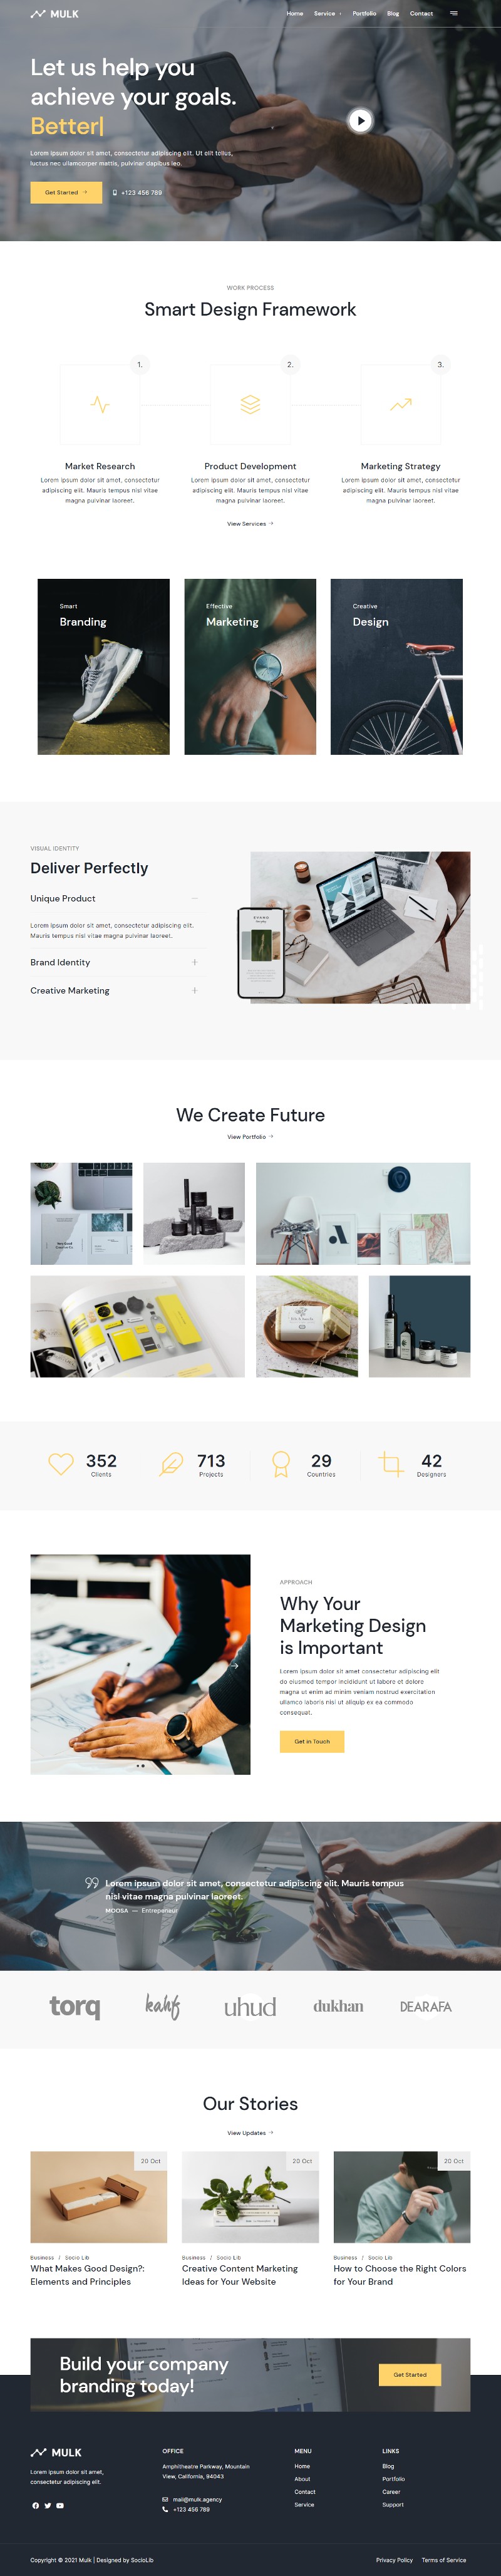 MULK
Home Service Portfolio Blog Contact
Let us help you
achieve your goals.
Better|
Lorem ipsum dolor sit amet, consectetur adipiscing elit. Ut elit tellus,
luctus nec ullamcorper mattis, pulvinar dapibus leo.
Get Started →
+123 456 789
WORK PROCESS
Smart Design Framework
1.
2.
3.
Market Research
Lorem ipsum dolor sit amet, consectetur
adipiscing elit. Mauris tempus nisl vitae
magna pulvinar laoreet.
Product Development
Lorem ipsum dolor sit amet, consectetur
adipiscing elit. Mauris tempus nisl vitae
magna pulvinar laoreet.
Marketing Strategy
Lorem ipsum dolor sit amet, consectetur
adipiscing elit. Mauris tempus nisl vitae
magna pulvinar laoreet.
View Services →
Smart
Branding
Effective
Marketing
Creative
Design
VISUAL IDENTITY
Deliver Perfectly
Unique Product
Lorem ipsum dolor sit amet, consectetur adipiscing elit.
Mauris tempus nisl vitae magna pulvinar laoreet.
Brand Identity
Creative Marketing
We Create Future
View Portfolio →
352
Clients
713
Projects
29
Countries
42
Designers
APPROACH
Why Your
Marketing Design
is Important
Lorem ipsum dolor sit amet consectetur adipiscing elit
do eiusmod tempor incididunt ut labore et dolore
magna ut enim ad minim veniam nostrud exercitation
ullamco laboris nisi ut aliquip ex ea commodo
consequat.
Get in Touch
Lorem ipsum dolor sit amet, consectetur adipiscing elit. Mauris tempus
nisl vitae magna pulvinar laoreet.
MOOSA — Entrepeneur
torq
kahf
uhud
dukhan
DEARAFA
Our Stories
View Updates →
20 Oct
Business / Socio Lib
What Makes Good Design?:
Elements and Principles
20 Oct
Business / Socio Lib
Creative Content Marketing
Ideas for Your Website
20 Oct
Business / Socio Lib
How to Choose the Right Colors
for Your Brand
Build your company
branding today!
Get Started
MULK
Lorem ipsum dolor sit amet,
consectetur adipiscing elit.
OFFICE
Amphitheatre Parkway, Mountain
View, California, 94043
mail@mulk.agency
+123 456 789
MENU
Home
About
Contact
Service
LINKS
Blog
Portfolio
Career
Support
Copyright © 2021 Mulk | Designed by SocioLib
Privacy Policy Terms of Service